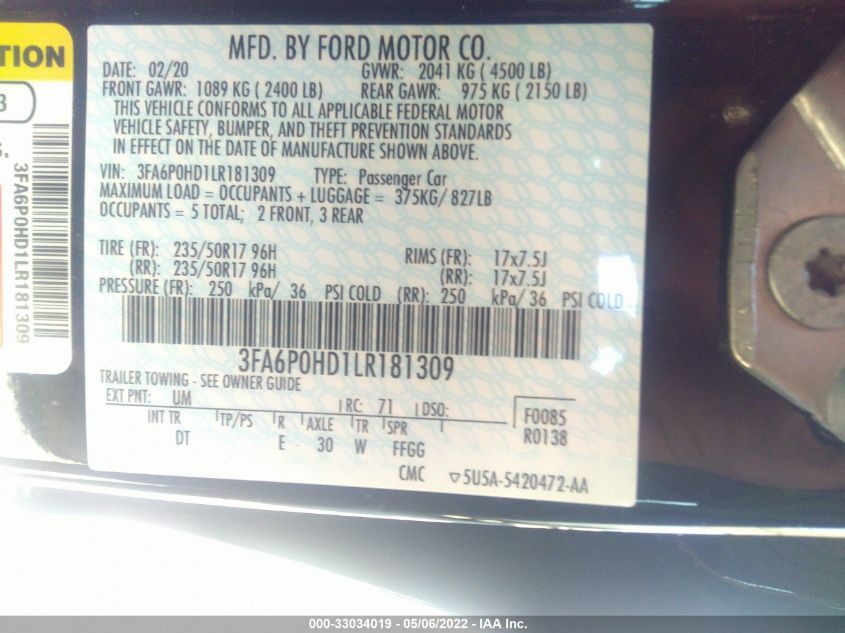 TION
3
S.
3FA6P0HD1LR181309
MFD. BY FORD MOTOR CO.
DATE: 02/20 GVWR: 2041 KG ( 4500 LB)
FRONT GAWR: 1089 KG ( 2400 LB) REAR GAWR: 975 KG ( 2150 LB)
THIS VEHICLE CONFORMS TO ALL APPLICABLE FEDERAL MOTOR
VEHICLE SAFETY, BUMPER, AND THEFT PREVENTION STANDARDS
IN EFFECT ON THE DATE OF MANUFACTURE SHOWN ABOVE.
VIN: 3FA6P0HD1LR181309 TYPE: Passenger Car
MAXIMUM LOAD = OCCUPANTS + LUGGAGE = 375KG/ 827LB
OCCUPANTS = 5 TOTAL; 2 FRONT, 3 REAR
TIRE (FR): 235/50R17 96H RIMS (FR): 17x7.5J
(RR): 235/50R17 96H (RR): 17x7.5J
PRESSURE (FR): 250 kPa/ 36 PSI COLD (RR): 250 kPa/ 36 PSI COLD
3FA6P0HD1LR181309
TRAILER TOWING - SEE OWNER GUIDE
EXT PNT: UM RC: 71 DSO: F0085
INT TR TP/PS R AXLE TR SPR R0138
DT E 30 W FFGG
CMC ▽5U5A-5420472-AA
000-33034019 - 05/06/2022 - IAA Inc.